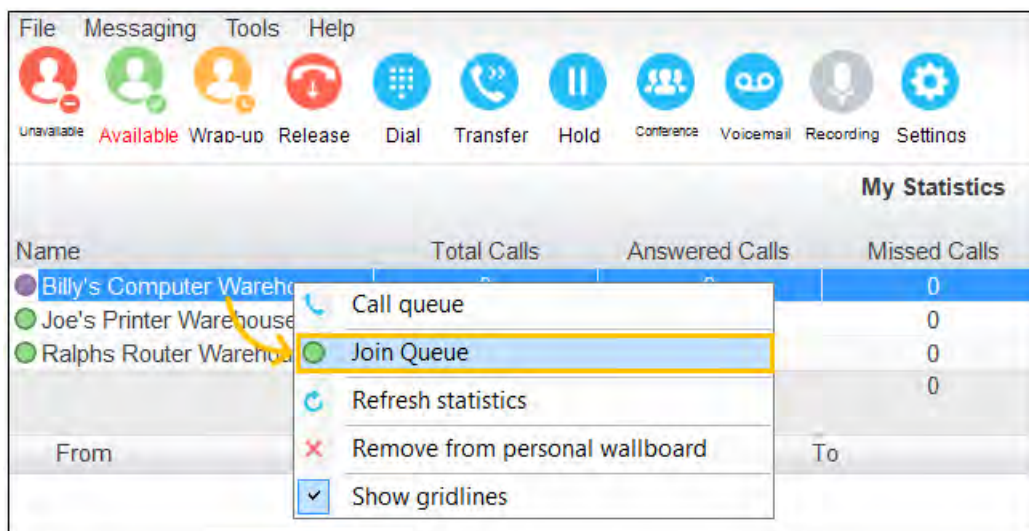 File Messaging Tools Help
Unavailable Available Wrap-up Release Dial Transfer Hold Conference Voicemail Recording Settings
My Statistics
Name Total Calls Answered Calls Missed Calls
Billy's Computer 0
Joe's Printer Warehouse 0
Ralphs Router 0
0
From To
Call queue
Join Queue
Refresh statistics
Remove from personal wallboard
Show gridlines